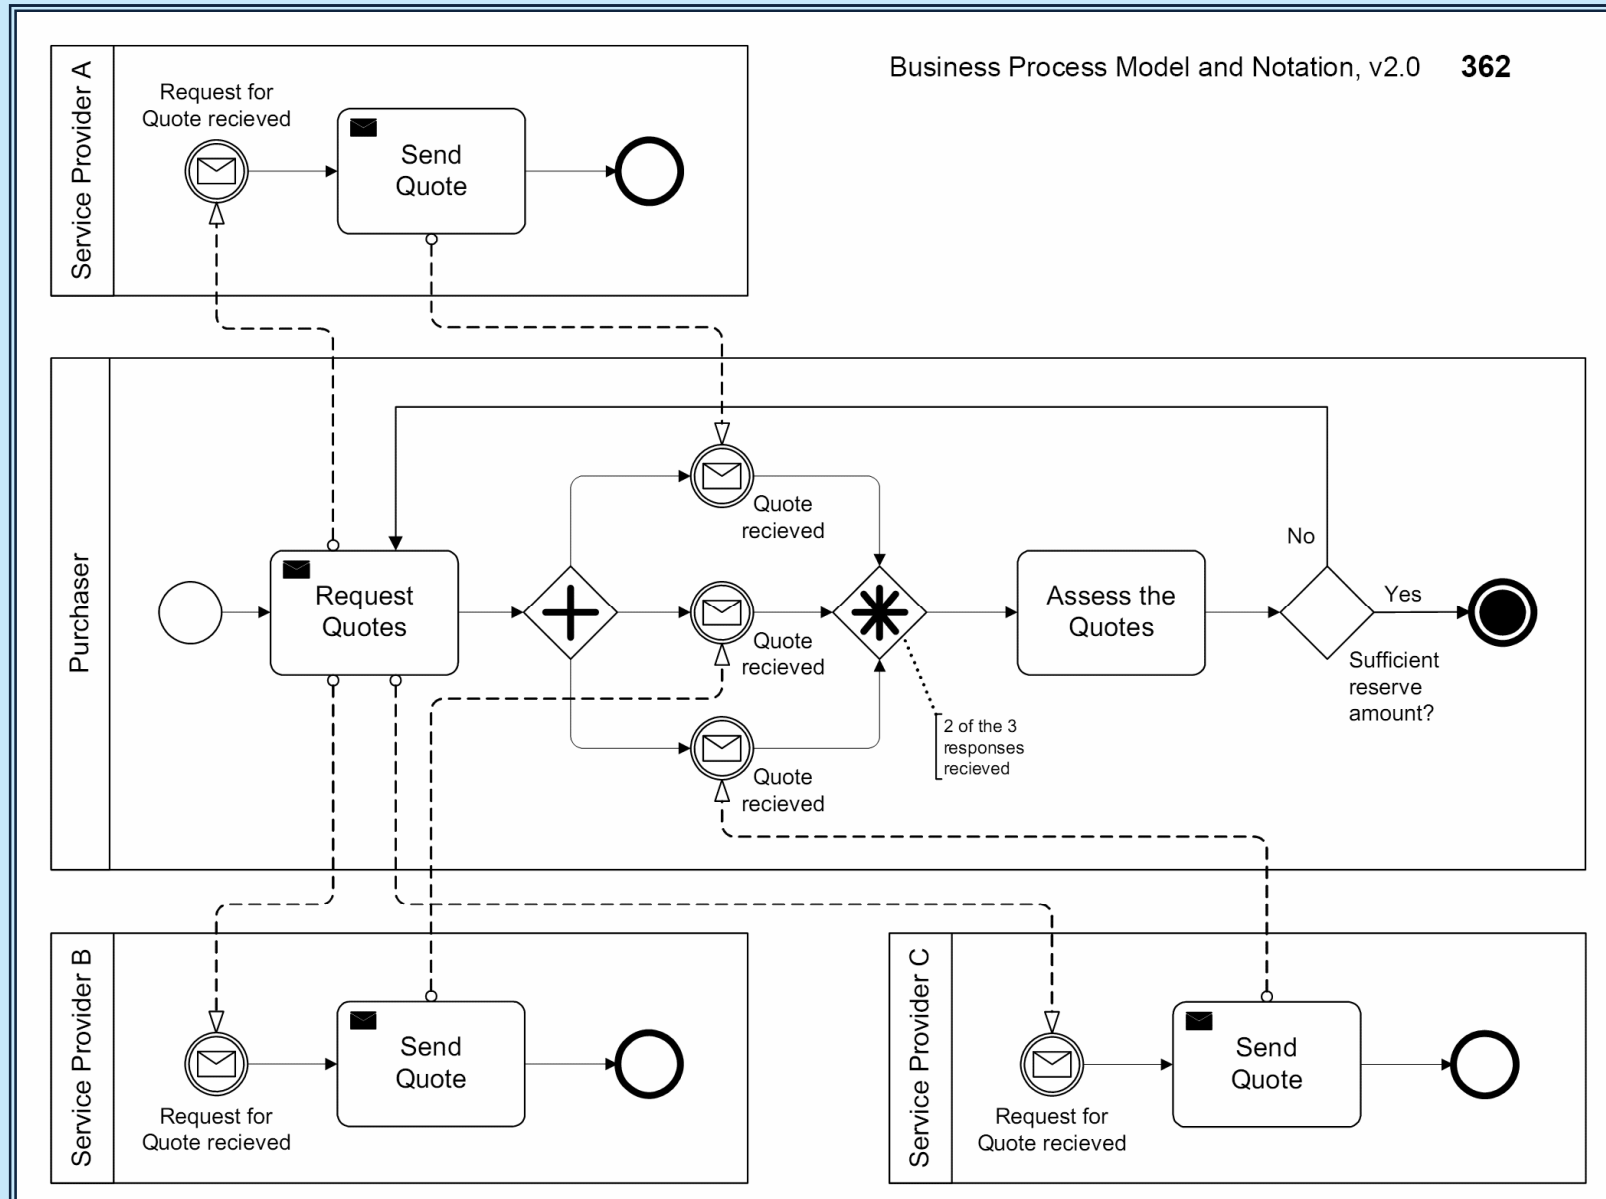 Business Process Model and Notation, v2.0 362
Service Provider A
Request for
Quote recieved
Send
Quote
Purchaser
Request
Quotes
Quote
recieved
Quote
recieved
Quote
recieved
2 of the 3
responses
recieved
Assess the
Quotes
No
Yes
Sufficient
reserve
amount?
Service Provider B
Request for
Quote recieved
Send
Quote
Service Provider C
Request for
Quote recieved
Send
Quote